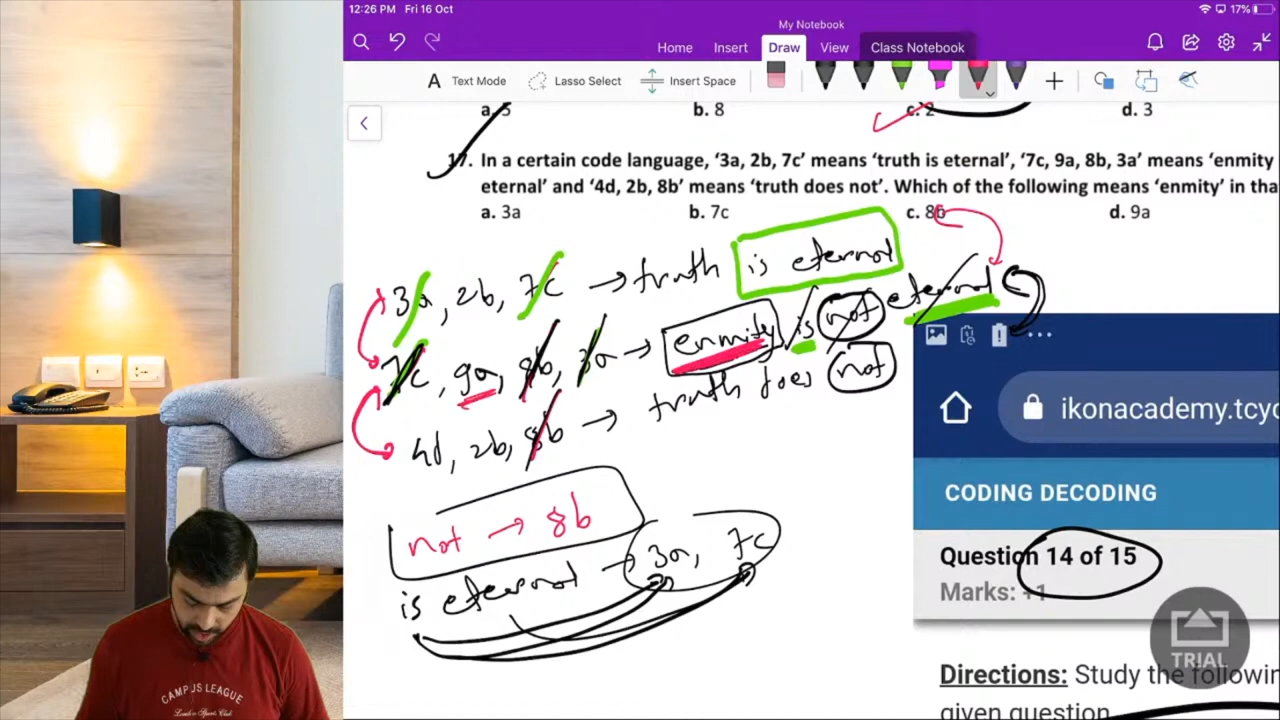 12:26 PM Fri 16 Oct
17%
My Notebook
Home Insert Draw View Class Notebook
A Text Mode Lasso Select Insert Space
a. 5 b. 8 c. 2 d. 3
17. In a certain code language, ‘3a, 2b, 7c’ means ‘truth is eternal’, ‘7c, 9a, 8b, 3a’ means ‘enmity
eternal’ and ‘4d, 2b, 8b’ means ‘truth does not’. Which of the following means ‘enmity’ in tha
a. 3a b. 7c c. 8b d. 9a
3a, 2b, 7c → truth is eternal
7c, 9a, 8b, 3a → enmity is not eternal
4d, 2b, 8b → truth does not
not → 8b
is eternal → 3a, 7c
ikonacademy.tcyc
CODING DECODING
Question 14 of 15
Marks: +1
TRIAL
Directions: Study the followin
given question
CAMPUS LEAGUE